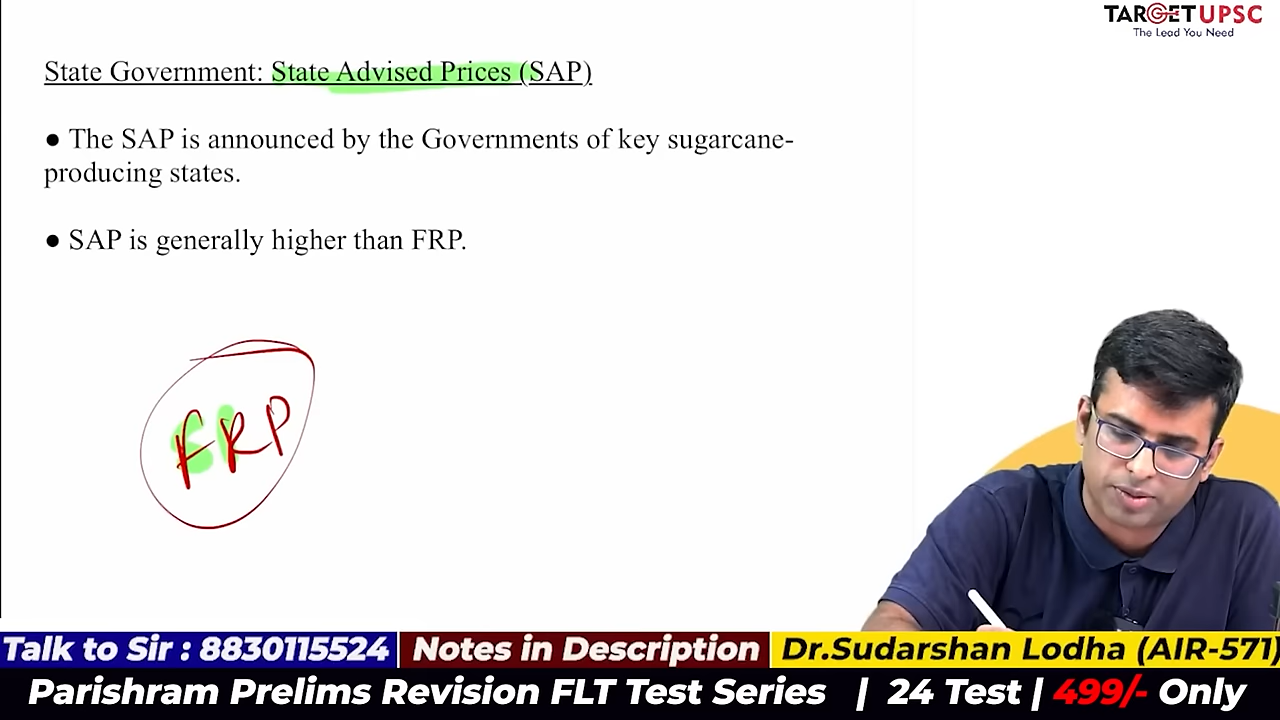 TARGET UPSC
The Lead You Need
State Government: State Advised Prices (SAP)
● The SAP is announced by the Governments of key sugarcane-
producing states.
● SAP is generally higher than FRP.
FRP
Talk to Sir : 8830115524
Notes in Description
Dr.Sudarshan Lodha (AIR-571)
Parishram Prelims Revision FLT Test Series | 24 Test | 499/- Only